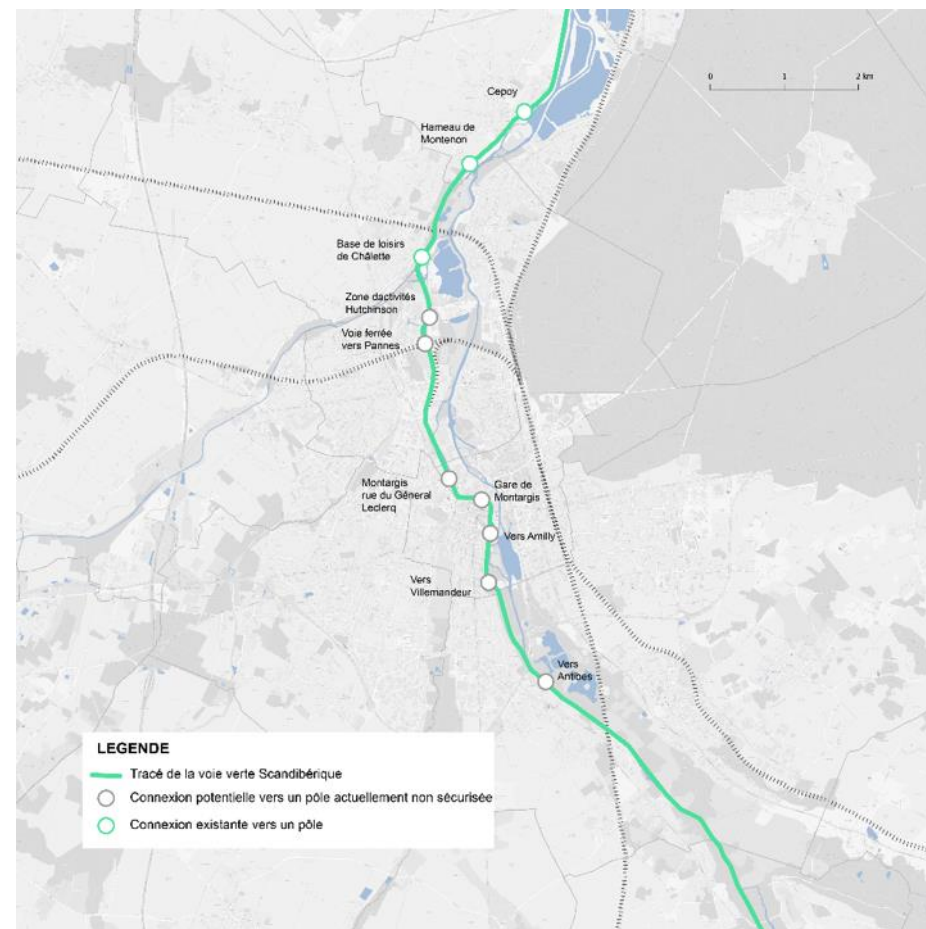 0 1 2 km
Cepoy
Hameau de
Montenon
Base de loisirs
de Châlette
Zone dactivités
Hutchinson
Voie ferrée
vers Pannes
Montargis
rue du Géneral
Leclerq
Gare de
Montargis
Vers Amilly
Vers
Villemandeur
Vers
Antibes
LEGENDE
Tracé de la voie verte Scandibérique
Connexion potentielle vers un pôle actuellement non sécurisée
Connexion existante vers un pôle